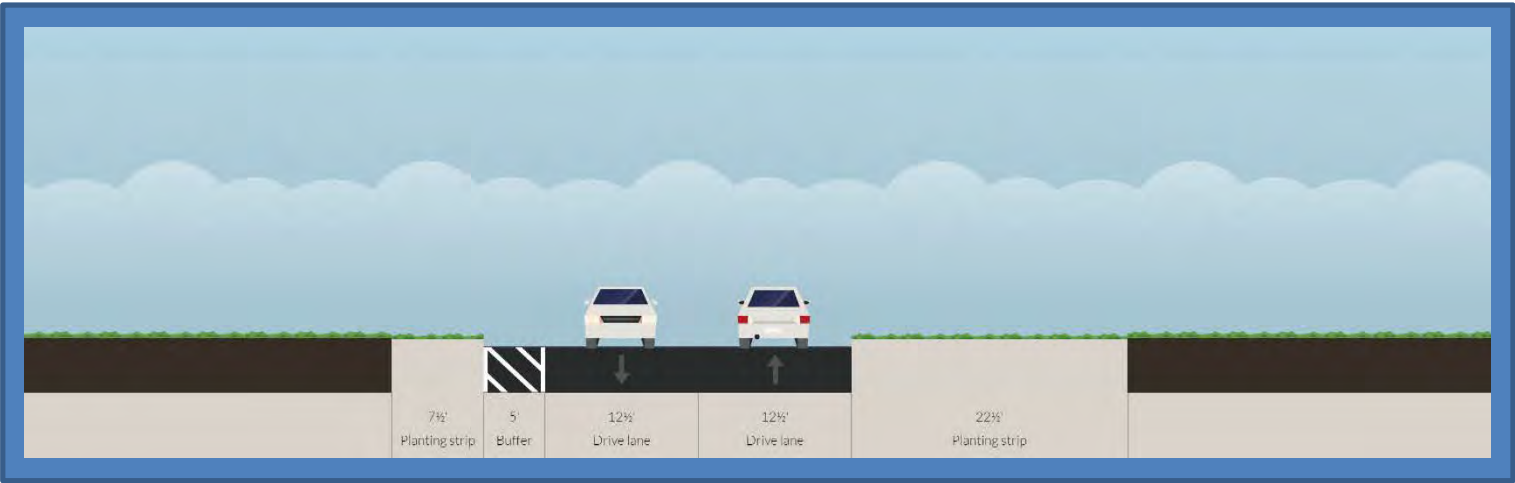 7½' 5' 12½' 12½' 22½'
Planting strip Buffer Drive lane Drive lane Planting strip